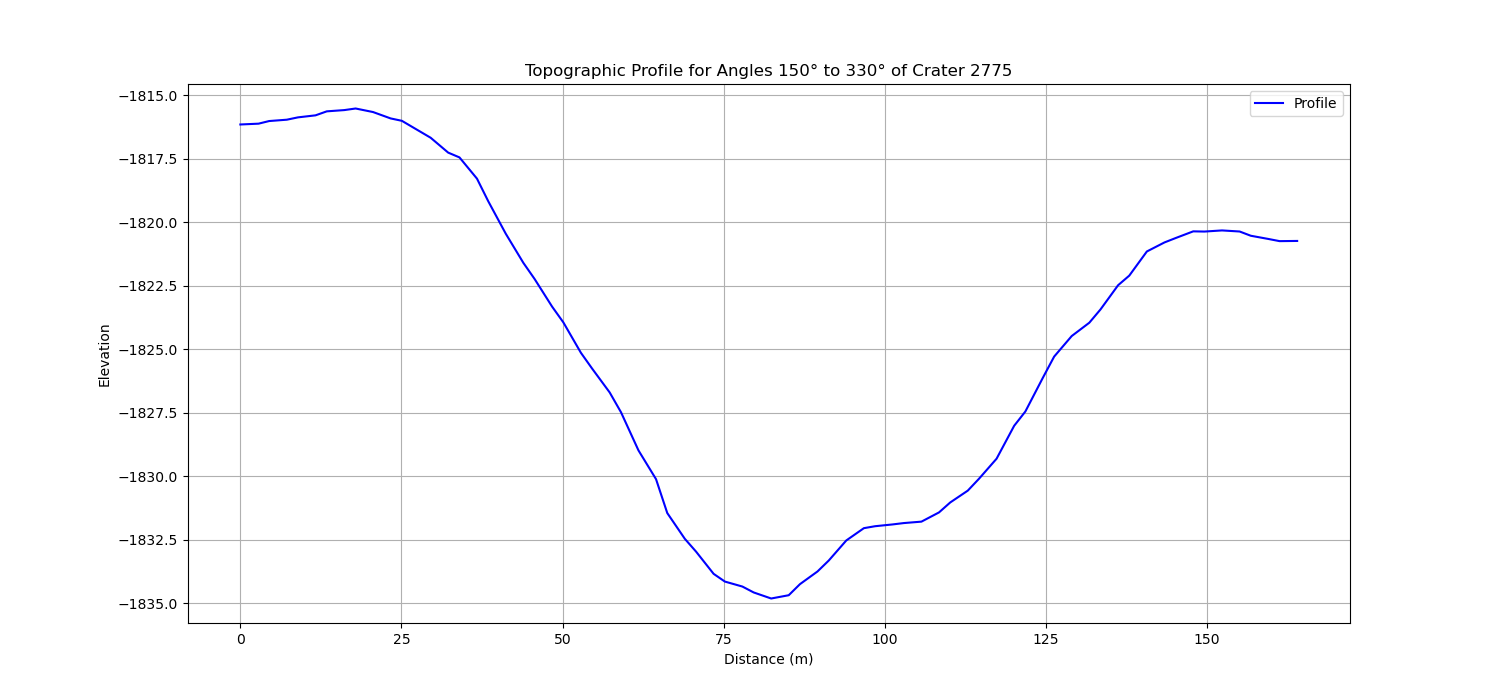 Topographic Profile for Angles 150° to 330° of Crater 2775
Profile
−1815.0
−1817.5
−1820.0
−1822.5
−1825.0
−1827.5
−1830.0
−1832.5
−1835.0
Elevation
0 25 50 75 100 125 150
Distance (m)